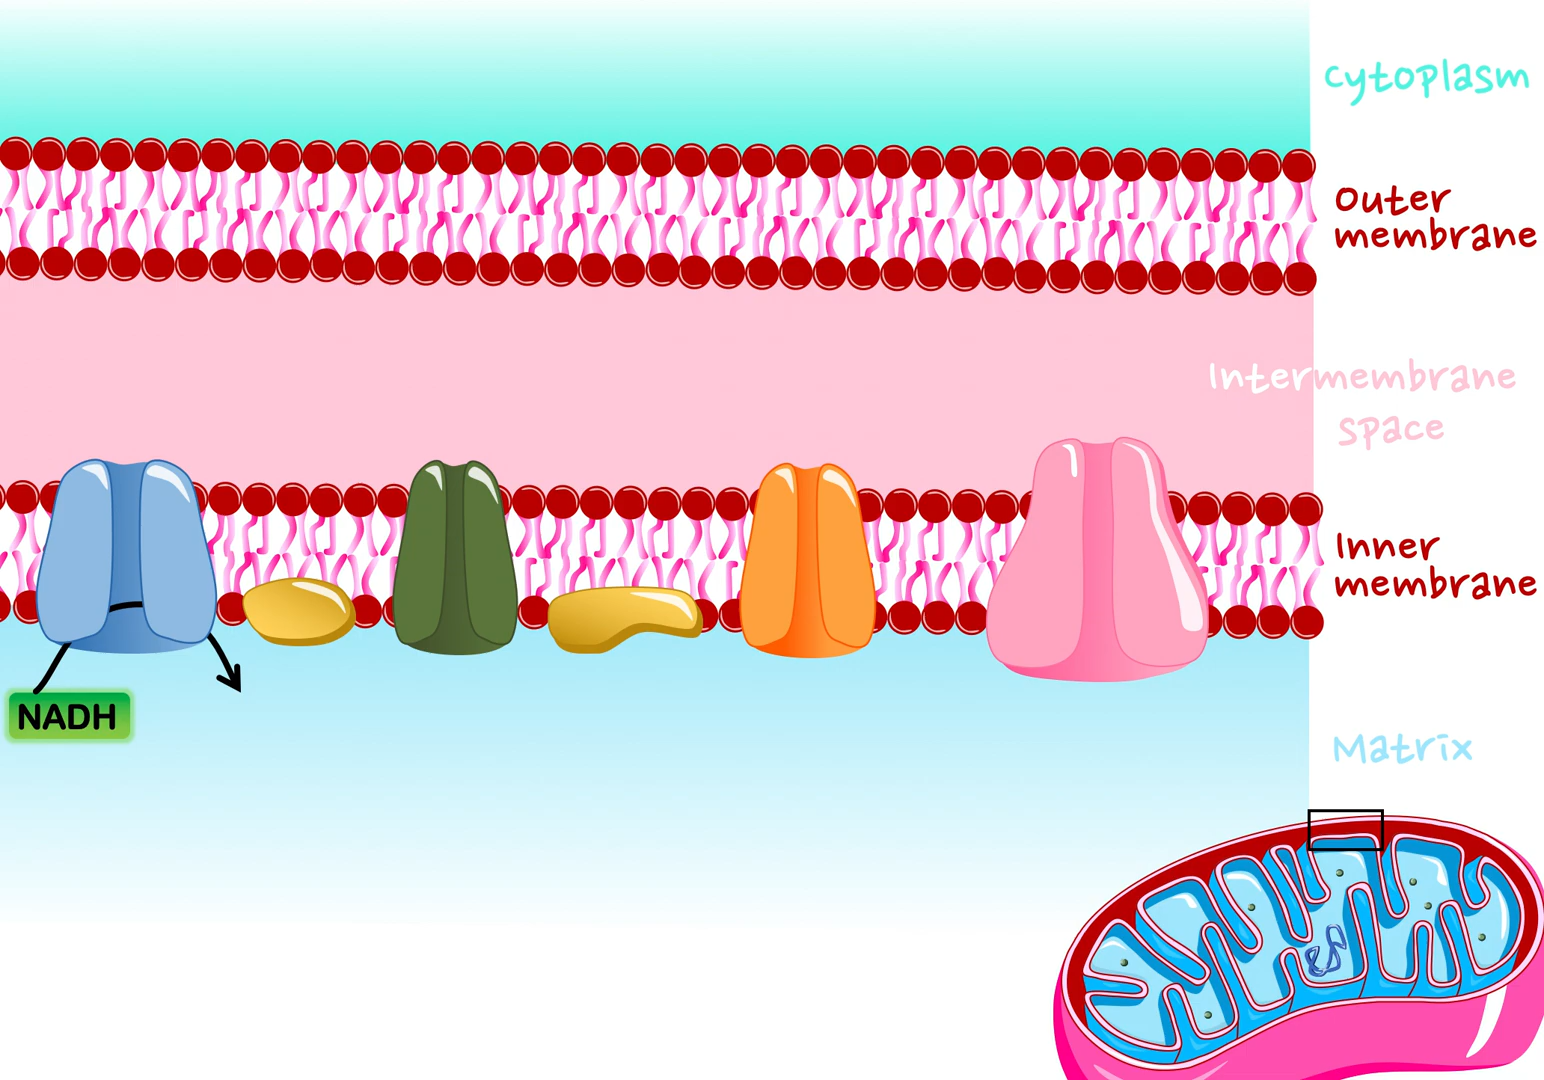 Cytoplasm
Outer
membrane
Intermembrane
space
Inner
membrane
NADH
Matrix